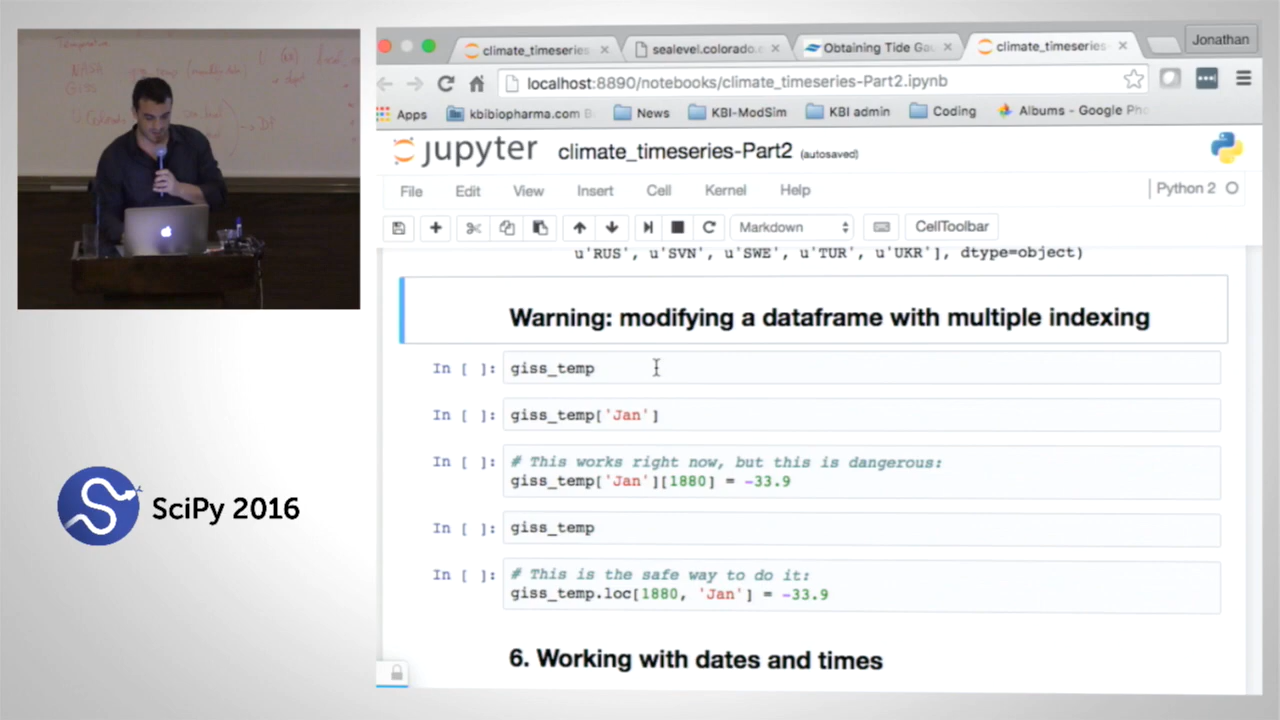 Temperature
NASA
GISS
climate_timeseries
sealevel.colorado.
Obtaining Tide Gau
climate_timeseries-
Jonathan
localhost:8890/notebooks/climate_timeseries-Part2.ipynb
Apps
kbibiopharma.com
News
KBI-ModSim
KBI admin
Coding
Albums - Google Pho
jupyter
climate_timeseries-Part2 (autosaved)
File Edit View Insert Cell Kernel Help
Python 2
Markdown
CellToolbar
u'RUS', u'SVN', u'SWE', u'TUR', u'UKR'], dtype=object)
Warning: modifying a dataframe with multiple indexing
In [ ]: giss_temp
In [ ]: giss_temp['Jan']
In [ ]: # This works right now, but this is dangerous:
giss_temp['Jan'][1880] = -33.9
In [ ]: giss_temp
In [ ]: # This is the safe way to do it:
giss_temp.loc[1880, 'Jan'] = -33.9
6. Working with dates and times
SciPy 2016